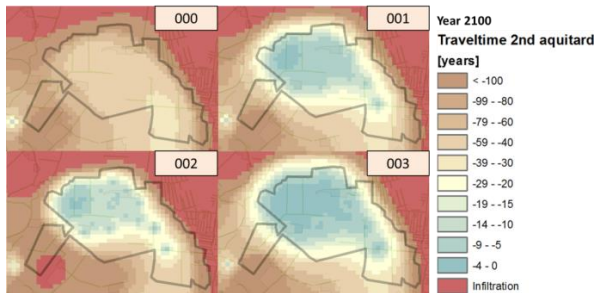 000
001
002
003
Year 2100
Traveltime 2nd aquitard
[years]
< -100
-99 - -80
-79 - -60
-59 - -40
-39 - -30
-29 - -20
-19 - -15
-14 - -10
-9 - -5
-4 - 0
Infiltration